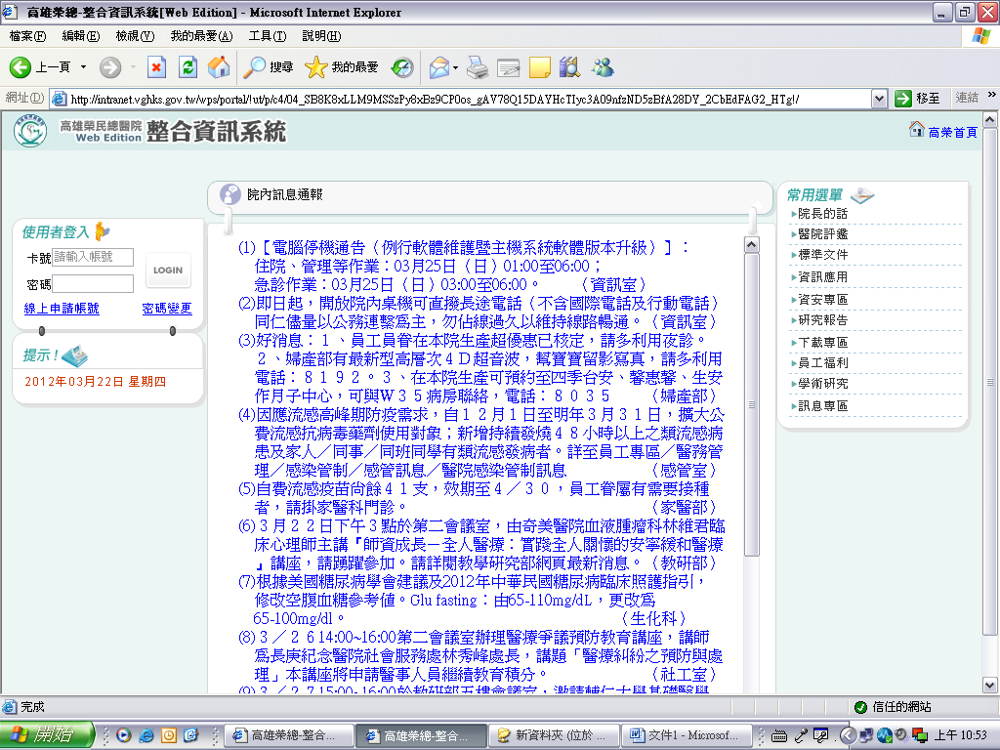 高雄榮總-整合資訊系統[Web Edition] - Microsoft Internet Explorer
檔案(F) 編輯(E) 檢視(V) 我的最愛(A) 工具(T) 說明(H)
上一頁 搜尋 我的最愛
網址(D) http://intranet.vghks.gov.tw/wps/portal/!ut/p/c4/04_SB8K8xLLM9MSSzPy8xBz9CP0os_gAV78Q15DAYHcTIyc3A09nfzND5zBfA28DY_2CbEdFAG2_HTg!/ 移至 連結 »
高雄榮民總醫院
Web Edition
整合資訊系統
高榮首頁
使用者登入
卡號 請輸入帳號
密碼
LOGIN
線上申請帳號 密碼變更
提示！
2012年03月22日 星期四
院內訊息通報
(1)【電腦停機通告（例行軟體維護暨主機系統軟體版本升級）】：
住院、管理等作業：03月25日（日）01:00至06:00；
急診作業：03月25日（日）03:00至06:00。 （資訊室）
(2)即日起，開放院內桌機可直撥長途電話（不含國際電話及行動電話）
同仁儘量以公務連繫為主，勿佔線過久以維持線路暢通。（資訊室）
(3)好消息：１、員工員眷在本院生產超優惠已核定，請多利用夜診。
２、婦產部有最新型高層次４Ｄ超音波，幫寶寶留影寫真，請多利用
電話：８１９２。３、在本院生產可預約至四季台安、馨惠馨、生安
作月子中心，可與Ｗ３５病房聯絡，電話：８０３５ （婦產部）
(4)因應流感高峰期防疫需求，自１２月１日至明年３月３１日，擴大公
費流感抗病毒藥劑使用對象；新增持續發燒４８小時以上之類流感病
患及家人／同事／同班同學有類流感發病者。詳至員工專區／醫務管
理／感染管制／感管訊息／醫院感染管制訊息 （感管室）
(5)自費流感疫苗尚餘４１支，效期至４／３０，員工眷屬有需要接種
者，請掛家醫科門診。 （家醫部）
(6)３月２２日下午３點於第二會議室，由奇美醫院血液腫瘤科林維君臨
床心理師主講『師資成長－全人醫療：實踐全人關懷的安寧緩和醫療
』講座，請踴躍參加。請詳閱教學研究部網頁最新消息。（教研部）
(7)根據美國糖尿病學會建議及2012年中華民國糖尿病臨床照護指引，
修改空腹血糖參考值。Glu fasting：由65-110mg/dL，更改為
65-100mg/dl。 （生化科）
(8)３／２６14:00~16:00第二會議室辦理醫療爭議預防教育講座，講師
為長庚紀念醫院社會服務處林秀峰處長，講題「醫療糾紛之預防與處
理」本講座將申請醫事人員繼續教育積分。 （社工室）
(9)３／２７15:00-16:00於教研部五樓會議室，邀請輔仁大學基礎醫學
常用選單
院長的話
醫院評鑑
標準文件
資訊應用
資安專區
研究報告
下載專區
員工福利
學術研究
訊息專區
完成 信任的網站
開始 高雄榮總-整合... 高雄榮總-整合... 新資料夾 (位於 ... 文件1 - Microsof... 上午 10:53